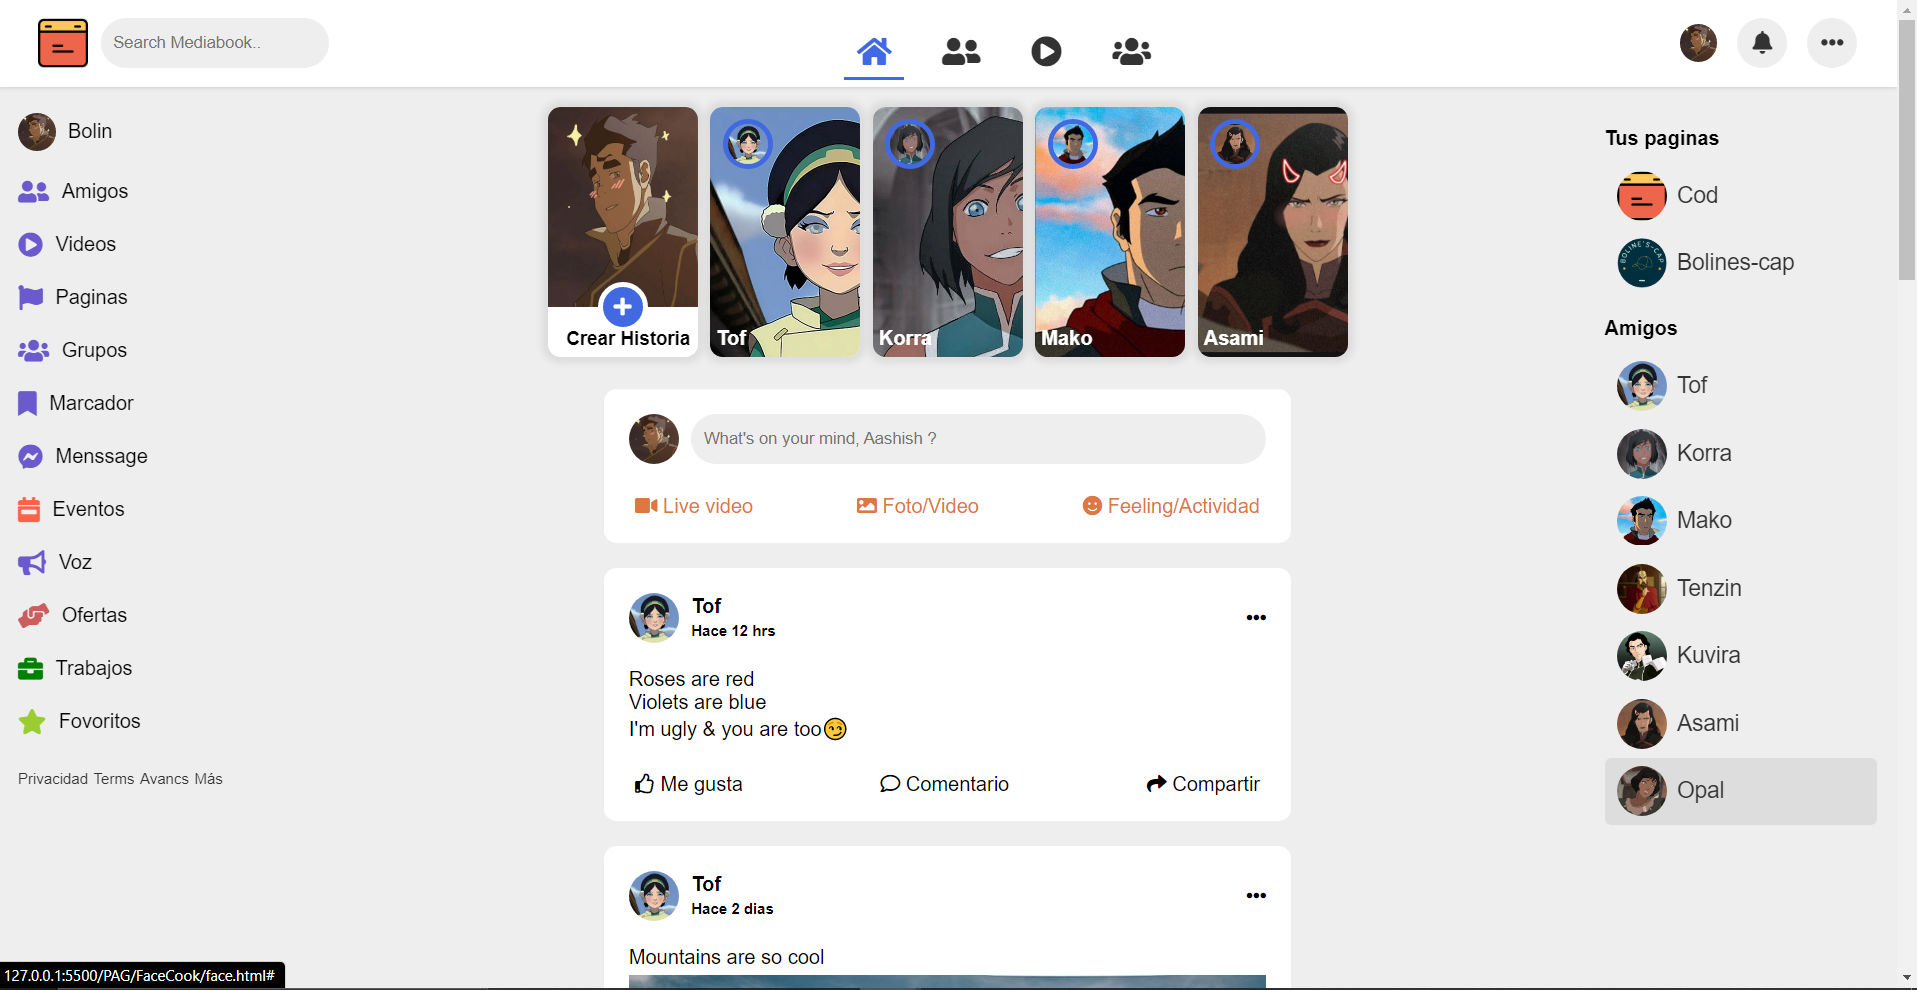 Search Mediabook..
Bolin
Amigos
Videos
Paginas
Grupos
Marcador
Menssage
Eventos
Voz
Ofertas
Trabajos
Fovoritos
Privacidad Terms Avancs Más
Crear Historia
Tof
Korra
Mako
Asami
What's on your mind, Aashish ?
Live video
Foto/Video
Feeling/Actividad
Tof
Hace 12 hrs
Roses are red
Violets are blue
I'm ugly & you are too😏
Me gusta
Comentario
Compartir
Tof
Hace 2 dias
Mountains are so cool
Tus paginas
Cod
BOLINE'S-CAP
Bolines-cap
Amigos
Tof
Korra
Mako
Tenzin
Kuvira
Asami
Opal
127.0.0.1:5500/PAG/FaceCook/face.html#